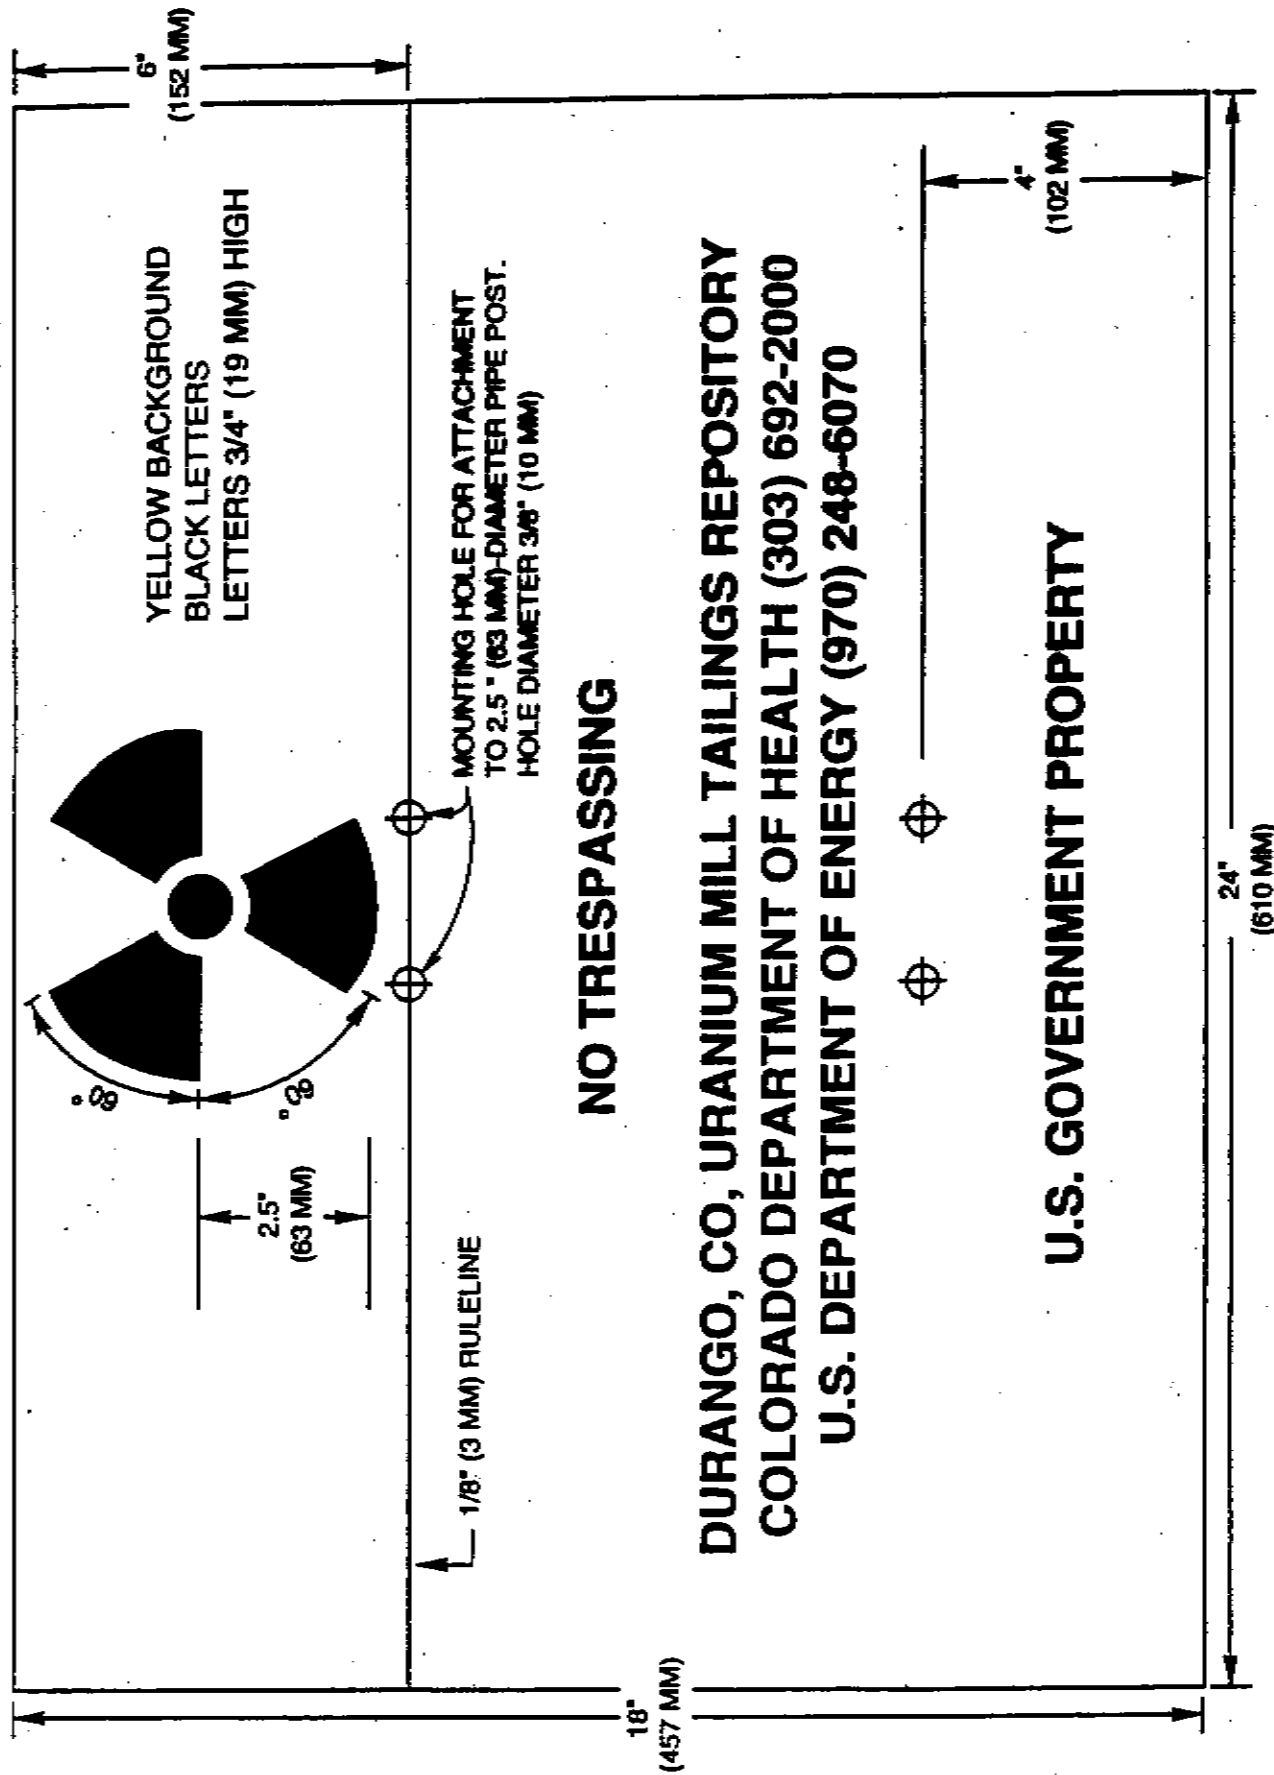 6"
(152 MM)
YELLOW BACKGROUND
BLACK LETTERS
LETTERS 3/4" (19 MM) HIGH
60°
60°
2.5"
(63 MM)
1/8" (3 MM) RULELINE
MOUNTING HOLE FOR ATTACHMENT
TO 2.5 " (63 MM)-DIAMETER PIPE POST.
HOLE DIAMETER 3/8" (10 MM)
NO TRESPASSING
DURANGO, CO, URANIUM MILL TAILINGS REPOSITORY
COLORADO DEPARTMENT OF HEALTH (303) 692-2000
U.S. DEPARTMENT OF ENERGY (970) 248-6070
U.S. GOVERNMENT PROPERTY
4"
(102 MM)
18"
(457 MM)
24"
(610 MM)